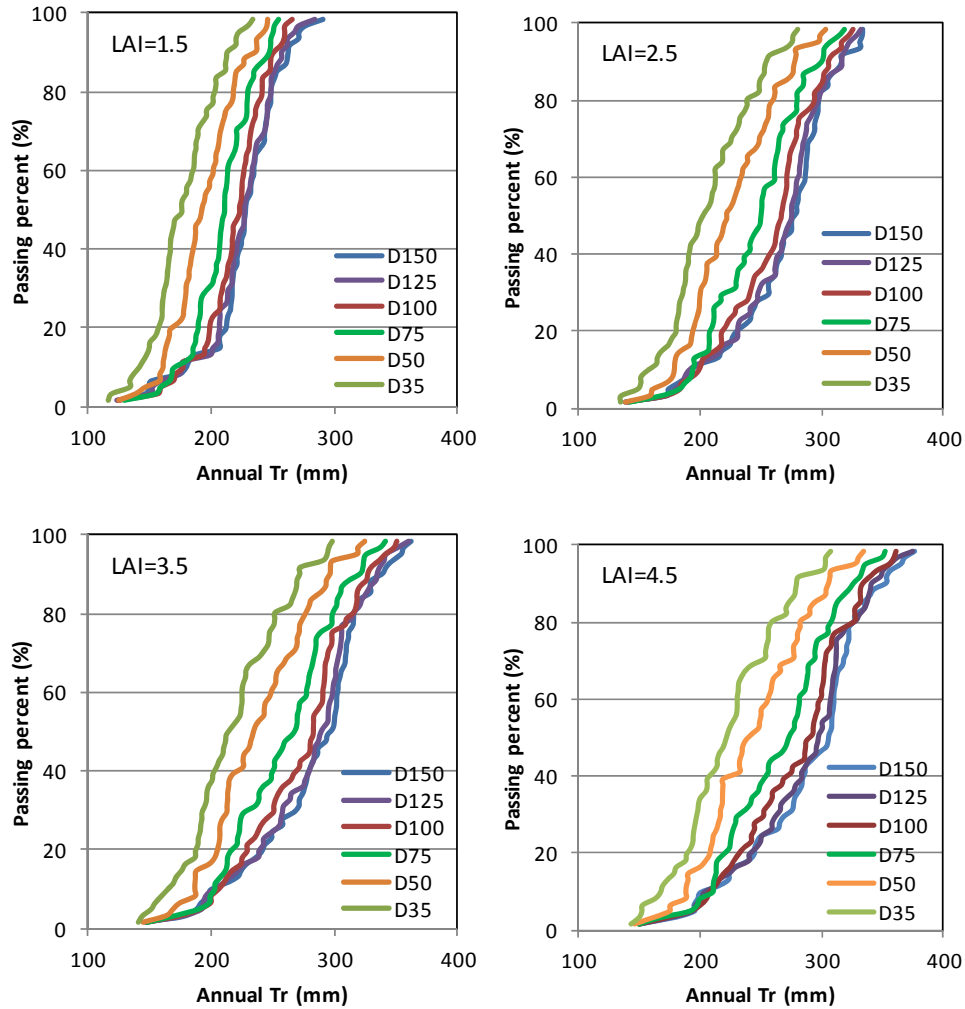 100
80
60
40
20
0
Passing percent (%)
LAI=1.5
D150
D125
D100
D75
D50
D35
100 200 300 400
Annual Tr (mm)
100
80
60
40
20
0
Passing percent (%)
LAI=2.5
D150
D125
D100
D75
D50
D35
100 200 300 400
Annual Tr (mm)
100
80
60
40
20
0
Passing percent (%)
LAI=3.5
D150
D125
D100
D75
D50
D35
100 200 300 400
Annual Tr (mm)
100
80
60
40
20
0
Passing percent (%)
LAI=4.5
D150
D125
D100
D75
D50
D35
100 200 300 400
Annual Tr (mm)